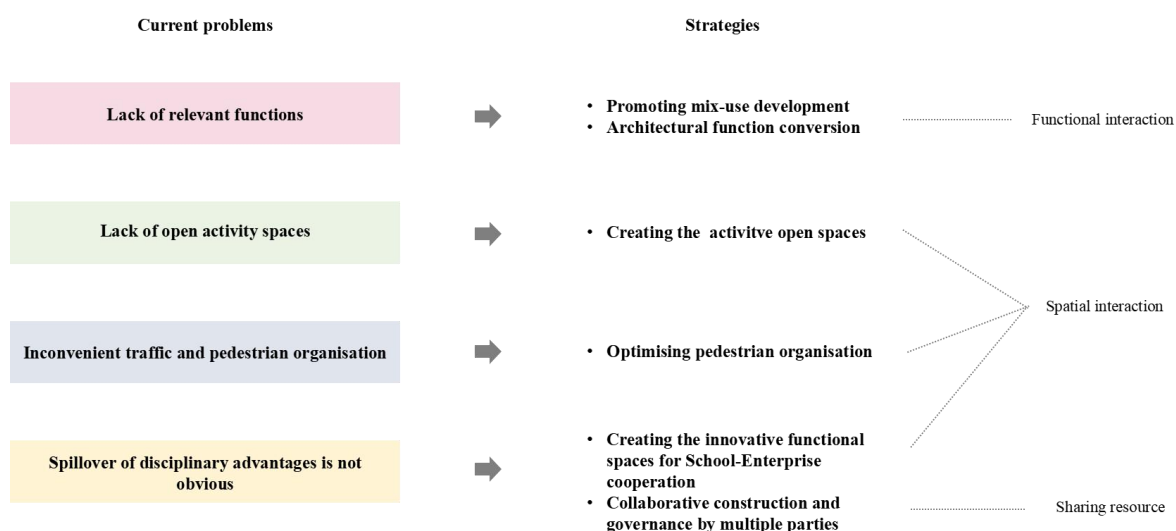 Current problems
Strategies
Lack of relevant functions
• Promoting mix-use development
• Architectural function conversion
Functional interaction
Lack of open activity spaces
• Creating the activitve open spaces
Spatial interaction
Inconvenient traffic and pedestrian organisation
• Optimising pedestrian organisation
Spillover of disciplinary advantages is not
obvious
• Creating the innovative functional
spaces for School-Enterprise
cooperation
• Collaborative construction and
governance by multiple parties
Sharing resource